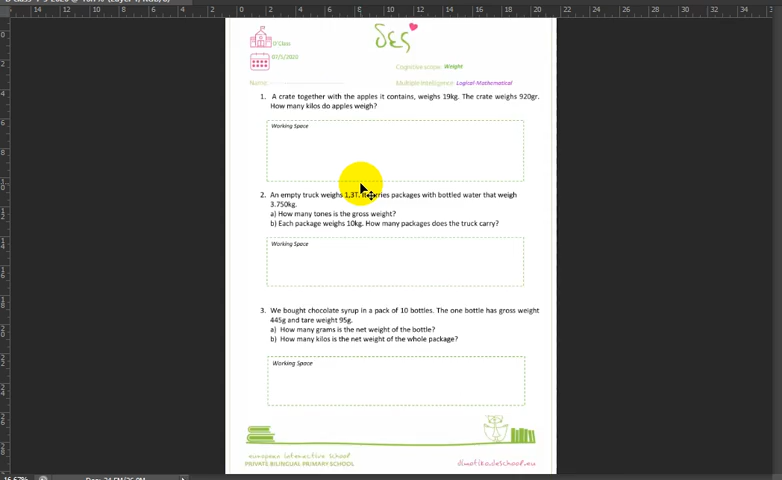 D'Class
07/5/2020
Cognitive scope: Weight
Name:
Multiple Intelligence: Logical-Mathematical
1. A crate together with the apples it contains, weighs 19kg. The crate weighs 920gr.
How many kilos do apples weigh?
Working Space
2. An empty truck weighs 1,3T. packages with bottled water that weigh
3.750kg.
a) How many tones is the gross weight?
b) Each package weighs 10kg. How many packages does the truck carry?
Working Space
3. We bought chocolate syrup in a pack of 10 bottles. The one bottle has gross weight
445g and tare weight 95g.
a) How many grams is the net weight of the bottle?
b) How many kilos is the net weight of the whole package?
Working Space
european interactive school
PRIVATE BILINGUAL PRIMARY SCHOOL
dimotiko.deschool.eu